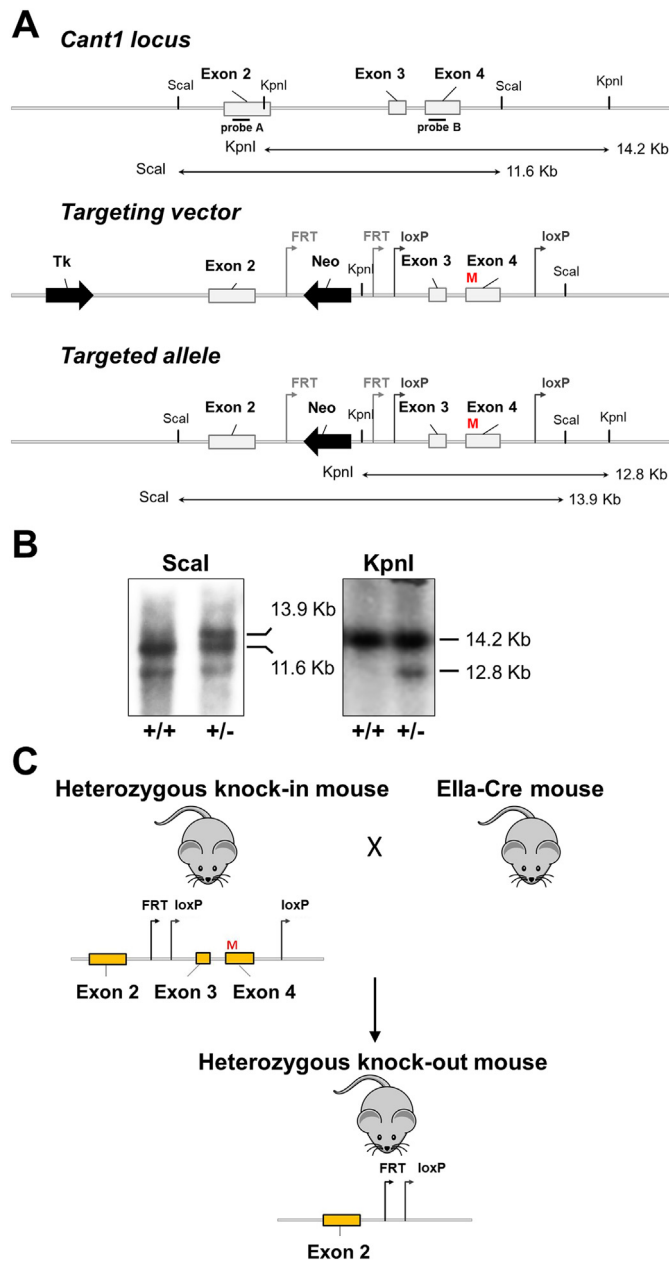 A
Cant1 locus
ScaI Exon 2 KpnI Exon 3 Exon 4 ScaI KpnI
probe A probe B
KpnI 14.2 Kb
ScaI 11.6 Kb
Targeting vector
FRT FRT loxP loxP
Tk Exon 2 Neo KpnI Exon 3 Exon 4 ScaI
M
Targeted allele
FRT FRT loxP loxP
ScaI Exon 2 Neo KpnI Exon 3 Exon 4 ScaI KpnI
M
KpnI 12.8 Kb
ScaI 13.9 Kb
B
ScaI KpnI
13.9 Kb
14.2 Kb
11.6 Kb 12.8 Kb
+/+ +/- +/+ +/-
C
Heterozygous knock-in mouse Ella-Cre mouse
X
FRT loxP loxP
M
Exon 2 Exon 3 Exon 4
Heterozygous knock-out mouse
FRT loxP
Exon 2